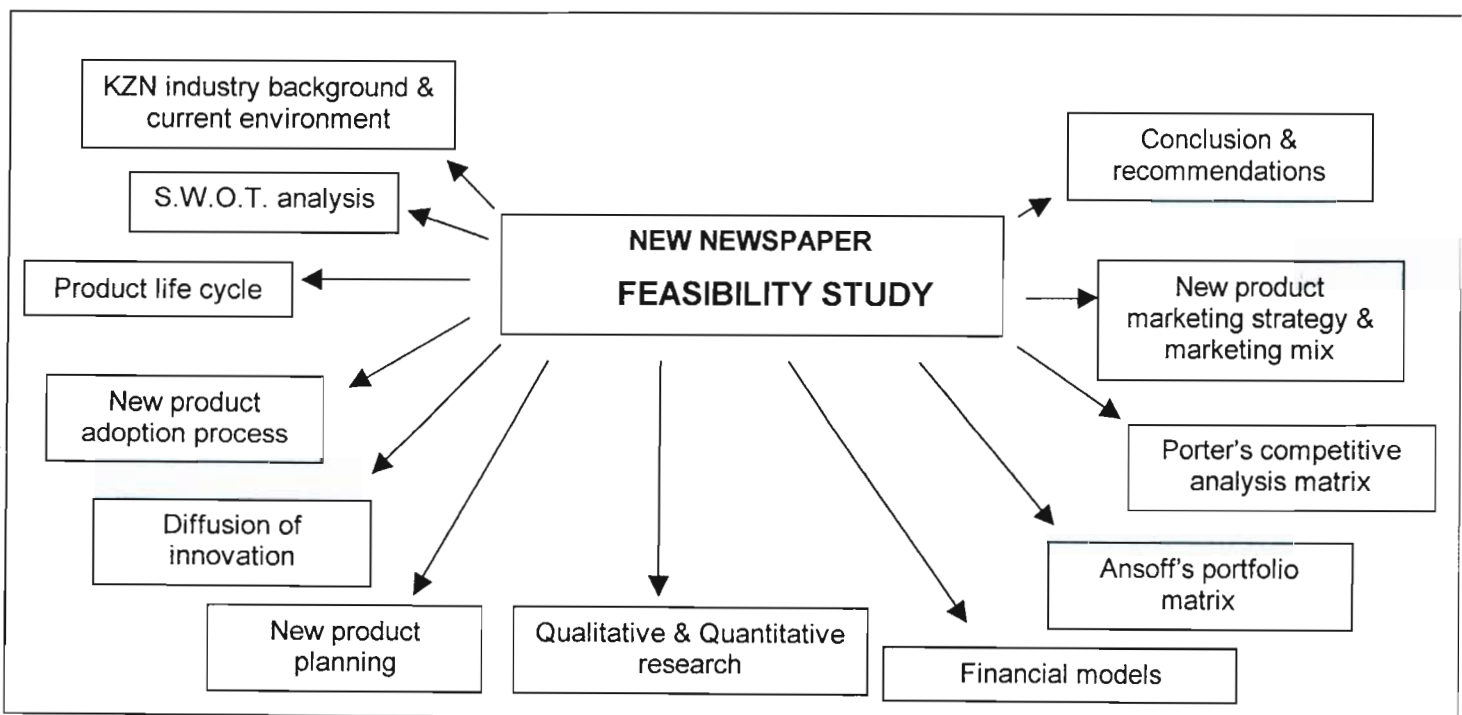 KZN industry background &
current environment
S.W.O.T. analysis
Product life cycle
New product
adoption process
Diffusion of
innovation
New product
planning
Qualitative & Quantitative
research
Financial models
Ansoff's portfolio
matrix
Porter's competitive
analysis matrix
New product
marketing strategy &
marketing mix
Conclusion &
recommendations
NEW NEWSPAPER
FEASIBILITY STUDY